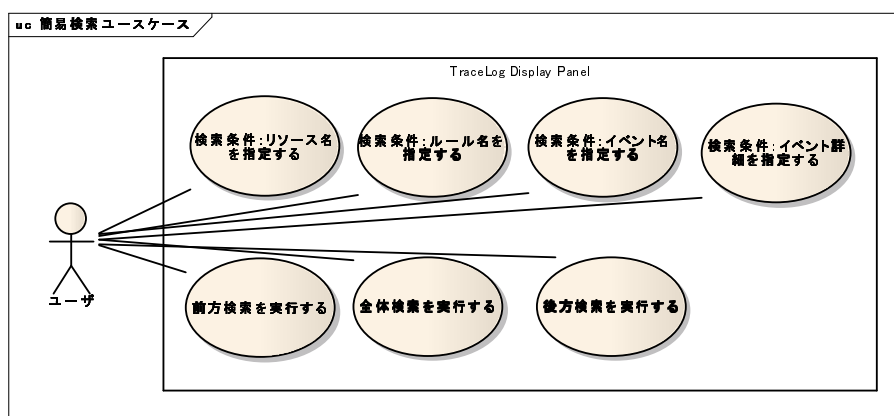 uc 簡易検索ユースケース
TraceLog Display Panel
検索条件:リソース名
を指定する
検索条件:ルール名を
指定する
検索条件:イベント名
を指定する
検索条件:イベント詳
細を指定する
ユーザ
前方検索を実行する
全体検索を実行する
後方検索を実行する